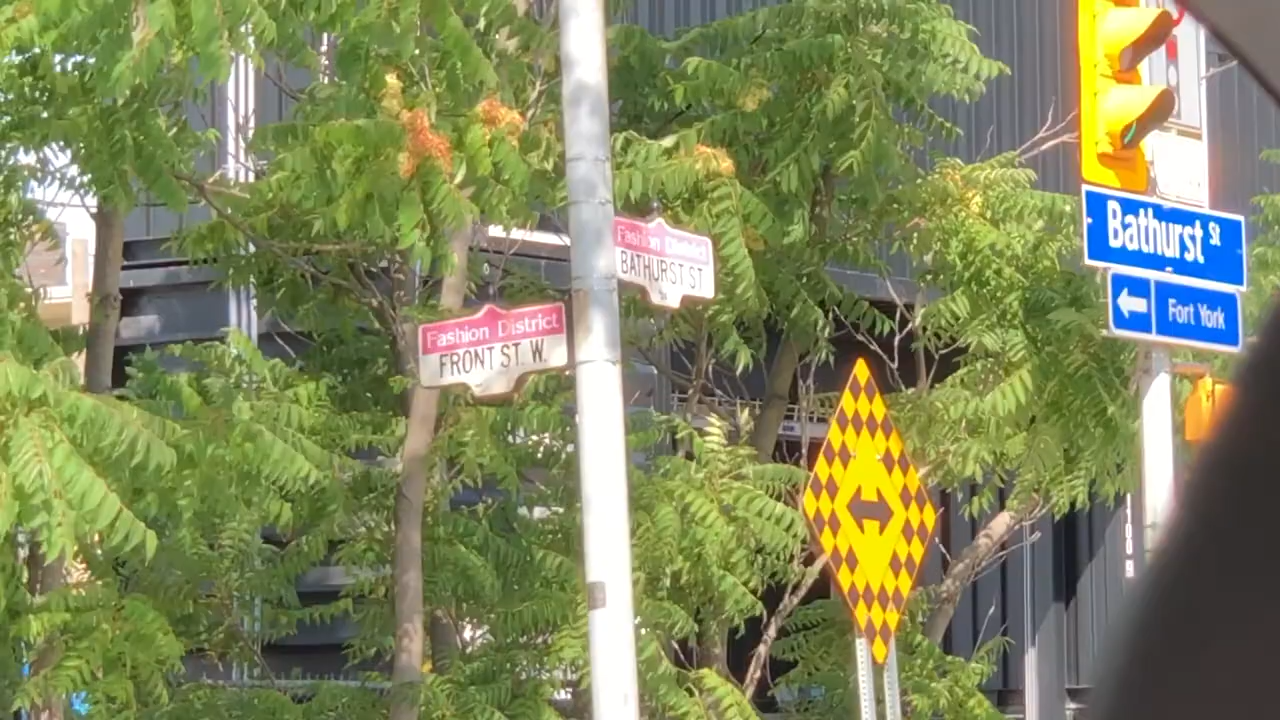 Fashion District
FRONT ST. W.
Fashion District
BATHURST ST
Bathurst St
Fort York